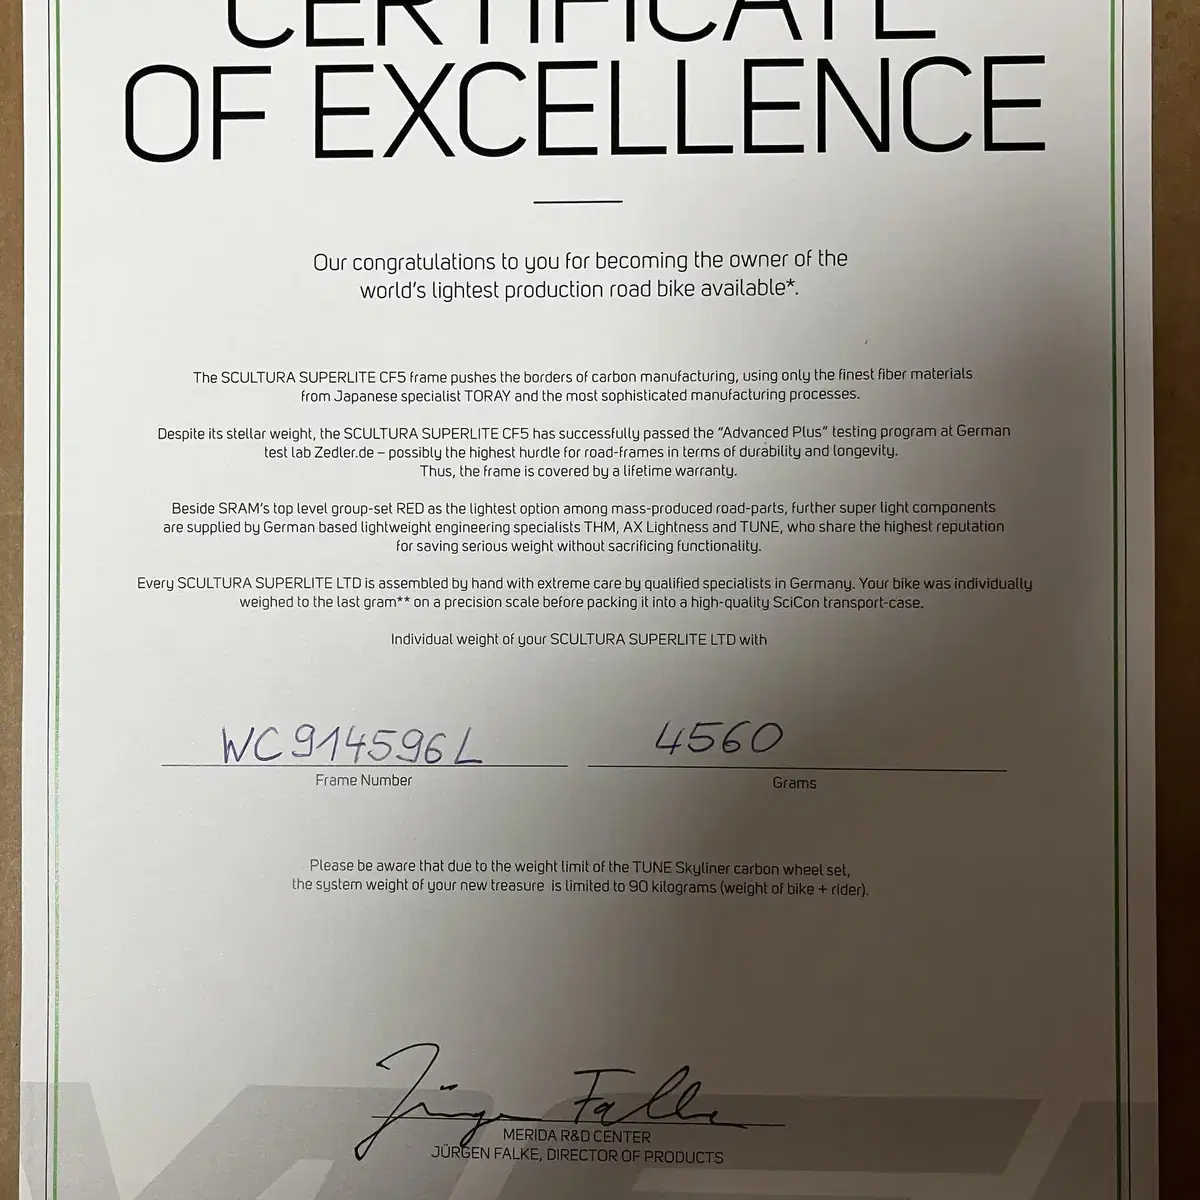 CERTIFICATE
OF EXCELLENCE
Our congratulations to you for becoming the owner of the
world's lightest production road bike available*.
The SCULTURA SUPERLITE CF5 frame pushes the borders of carbon manufacturing, using only the finest fiber materials
from Japanese specialist TORAY and the most sophisticated manufacturing processes.
Despite its stellar weight, the SCULTURA SUPERLITE CF5 has successfully passed the “Advanced Plus” testing program at German
test lab Zedler.de – possibly the highest hurdle for road-frames in terms of durability and longevity.
Thus, the frame is covered by a lifetime warranty.
Beside SRAM's top level group-set RED as the lightest option among mass-produced road-parts, further super light components
are supplied by German based lightweight engineering specialists THM, AX Lightness and TUNE, who share the highest reputation
for saving serious weight without sacrificing functionality.
Every SCULTURA SUPERLITE LTD is assembled by hand with extreme care by qualified specialists in Germany. Your bike was individually
weighed to the last gram** on a precision scale before packing it into a high-quality SciCon transport-case.
Individual weight of your SCULTURA SUPERLITE LTD with
WC914596L 4560
Frame Number Grams
Please be aware that due to the weight limit of the TUNE Skyliner carbon wheel set,
the system weight of your new treasure is limited to 90 kilograms (weight of bike + rider).
Jürgen Falke
MERIDA R&D CENTER
JÜRGEN FALKE, DIRECTOR OF PRODUCTS